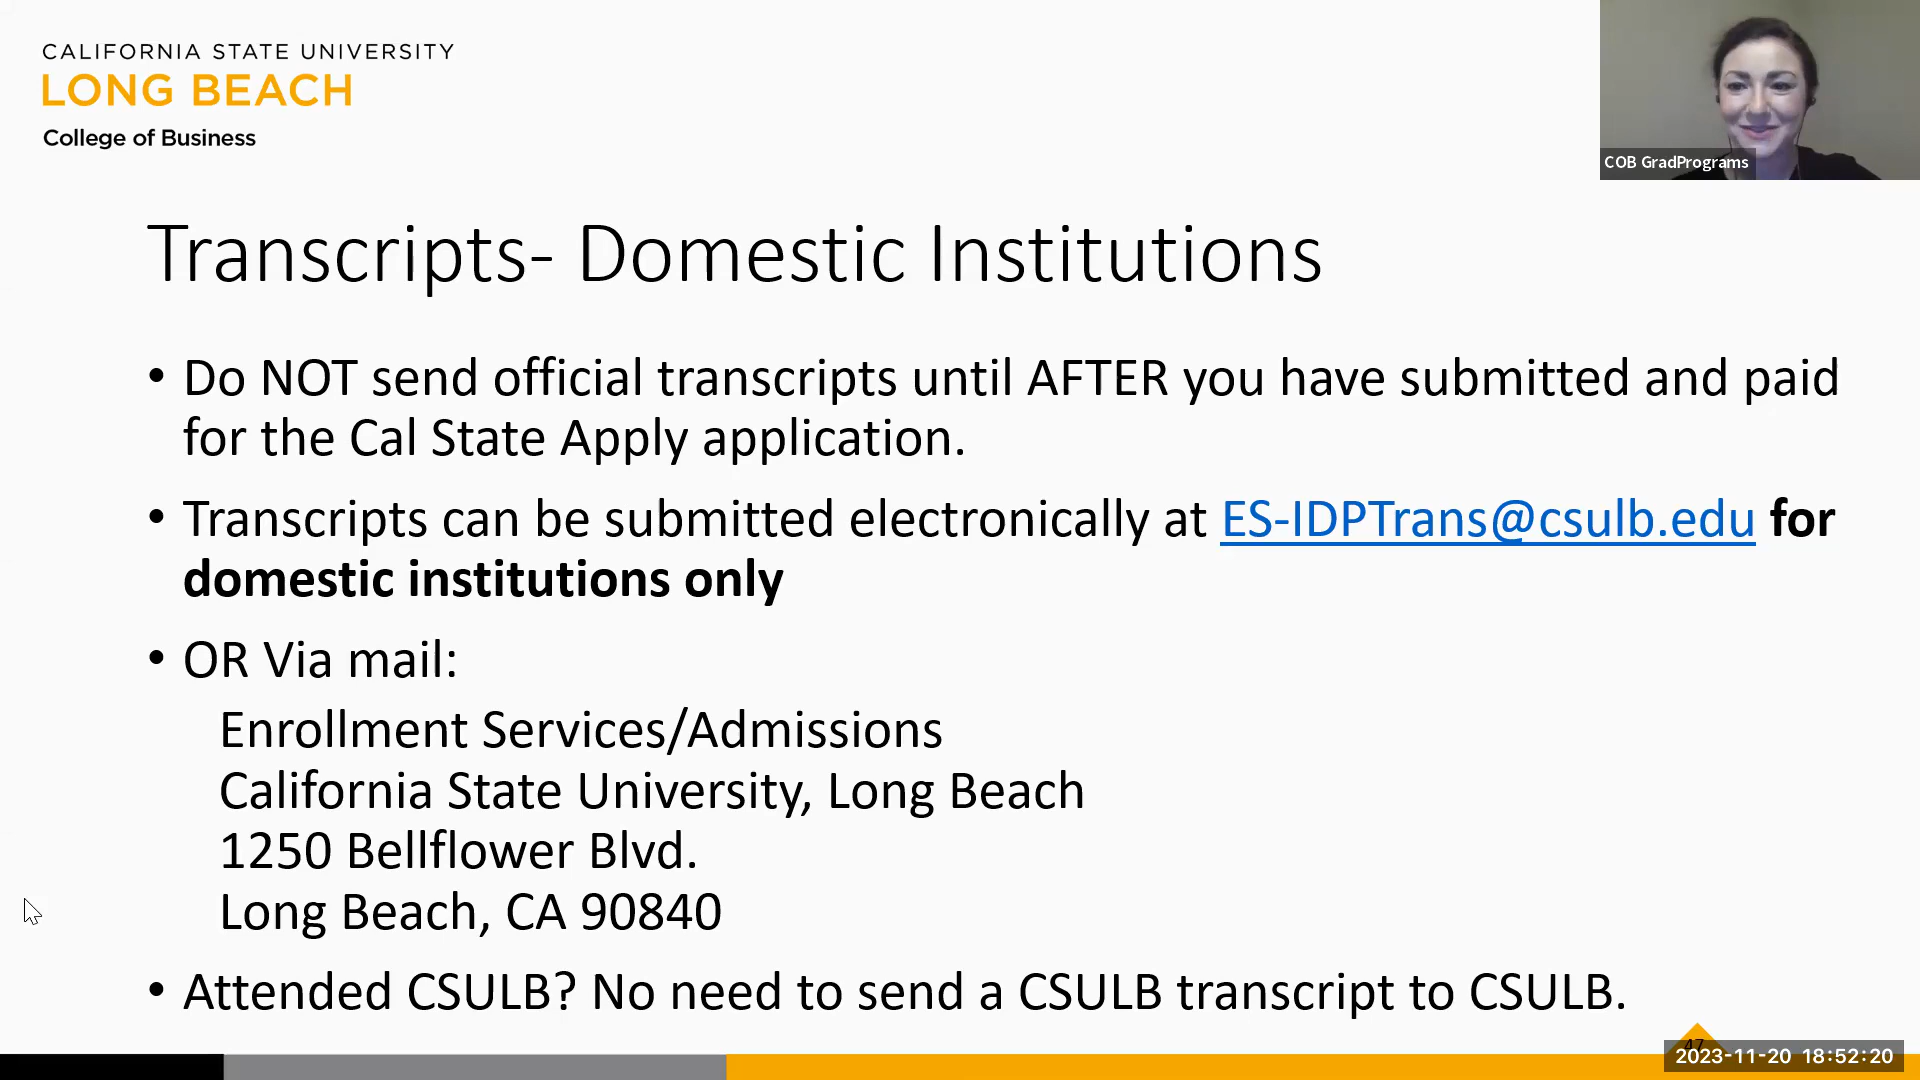 CALIFORNIA STATE UNIVERSITY
LONG BEACH
College of Business
COB GradPrograms
Transcripts- Domestic Institutions
• Do NOT send official transcripts until AFTER you have submitted and paid
for the Cal State Apply application.
• Transcripts can be submitted electronically at ES-IDPTrans@csulb.edu for
domestic institutions only
• OR Via mail:
Enrollment Services/Admissions
California State University, Long Beach
1250 Bellflower Blvd.
Long Beach, CA 90840
• Attended CSULB? No need to send a CSULB transcript to CSULB.
47
2023-11-20 18:52:20